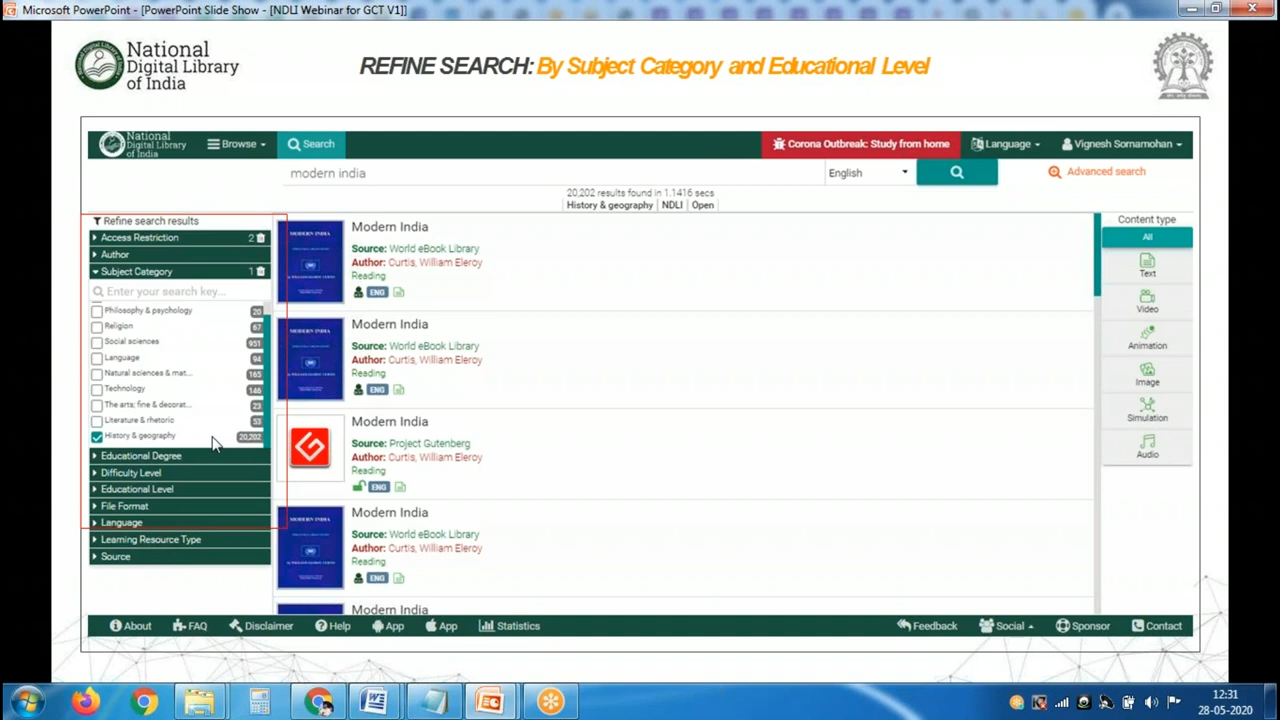 Microsoft PowerPoint - [PowerPoint Slide Show - [NDLI Webinar for GCT V1]]
National
Digital Library
of India
REFINE SEARCH: By Subject Category and Educational Level
National
Digital Library
of India
Browse
Search
Corona Outbreak: Study from home
Language
Vignesh Sornamohan
modern india
English
Advanced search
20,202 results found in 1.1416 secs
History & geography
NDLI
Open
Refine search results
Access Restriction 2
Author
Subject Category 1
Enter your search key...
Philosophy & psychology 20
Religion 67
Social sciences 951
Language 94
Natural sciences & mat... 165
Technology 146
The arts; fine & decorat... 23
Literature & rhetoric 53
History & geography 20,202
Educational Degree
Difficulty Level
Educational Level
File Format
Language
Learning Resource Type
Source
MODERN INDIA
Modern India
Source: World eBook Library
Author: Curtis, William Eleroy
Reading
ENG
MODERN INDIA
Modern India
Source: World eBook Library
Author: Curtis, William Eleroy
Reading
ENG
Modern India
Source: Project Gutenberg
Author: Curtis, William Eleroy
Reading
ENG
MODERN INDIA
Modern India
Source: World eBook Library
Author: Curtis, William Eleroy
Reading
ENG
MODERN INDIA
Modern India
Content type
All
Text
Video
Animation
Image
Simulation
Audio
About
FAQ
Disclaimer
Help
App
App
Statistics
Feedback
Social
Sponsor
Contact
12:31
28-05-2020